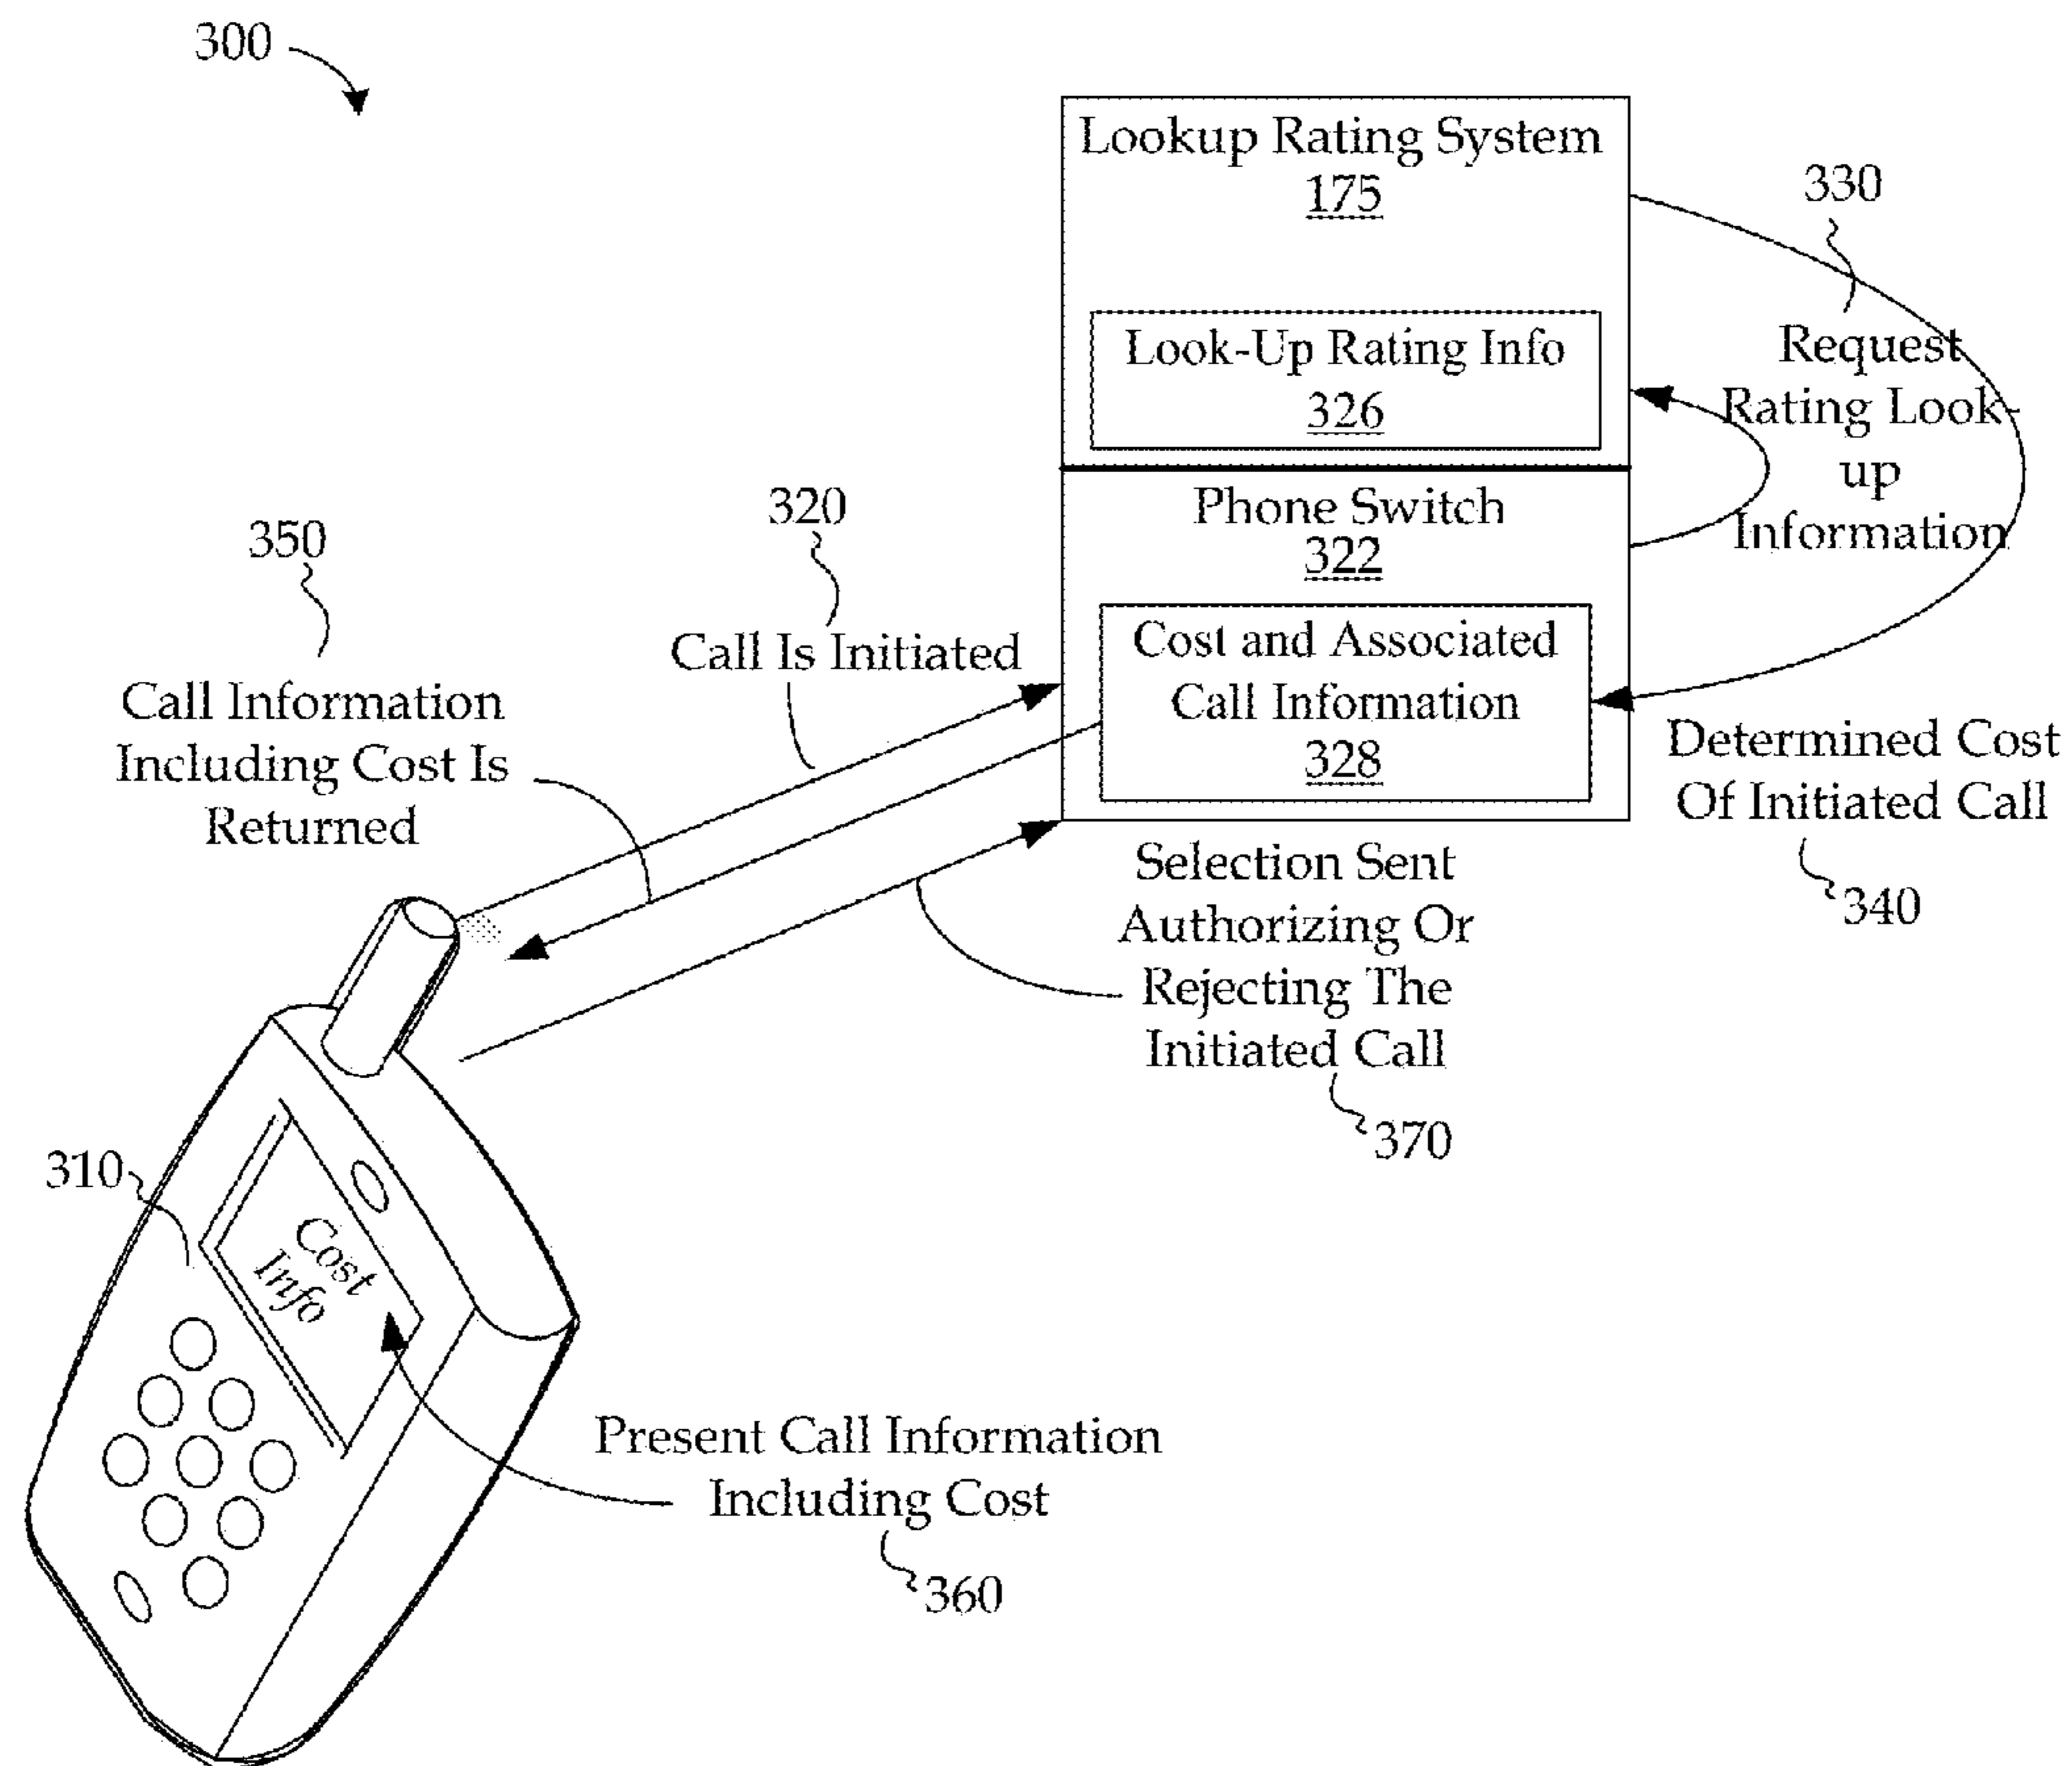 300
Lookup Rating System
175
330
Look-Up Rating Info
326
Request
Rating Look-
up
Information
Phone Switch
322
320
Call Is Initiated
350
Call Information
Including Cost Is
Returned
Cost and Associated
Call Information
328
Determined Cost
Of Initiated Call
340
Selection Sent
Authorizing Or
Rejecting The
Initiated Call
370
310
Cost
Info
Present Call Information
Including Cost
360